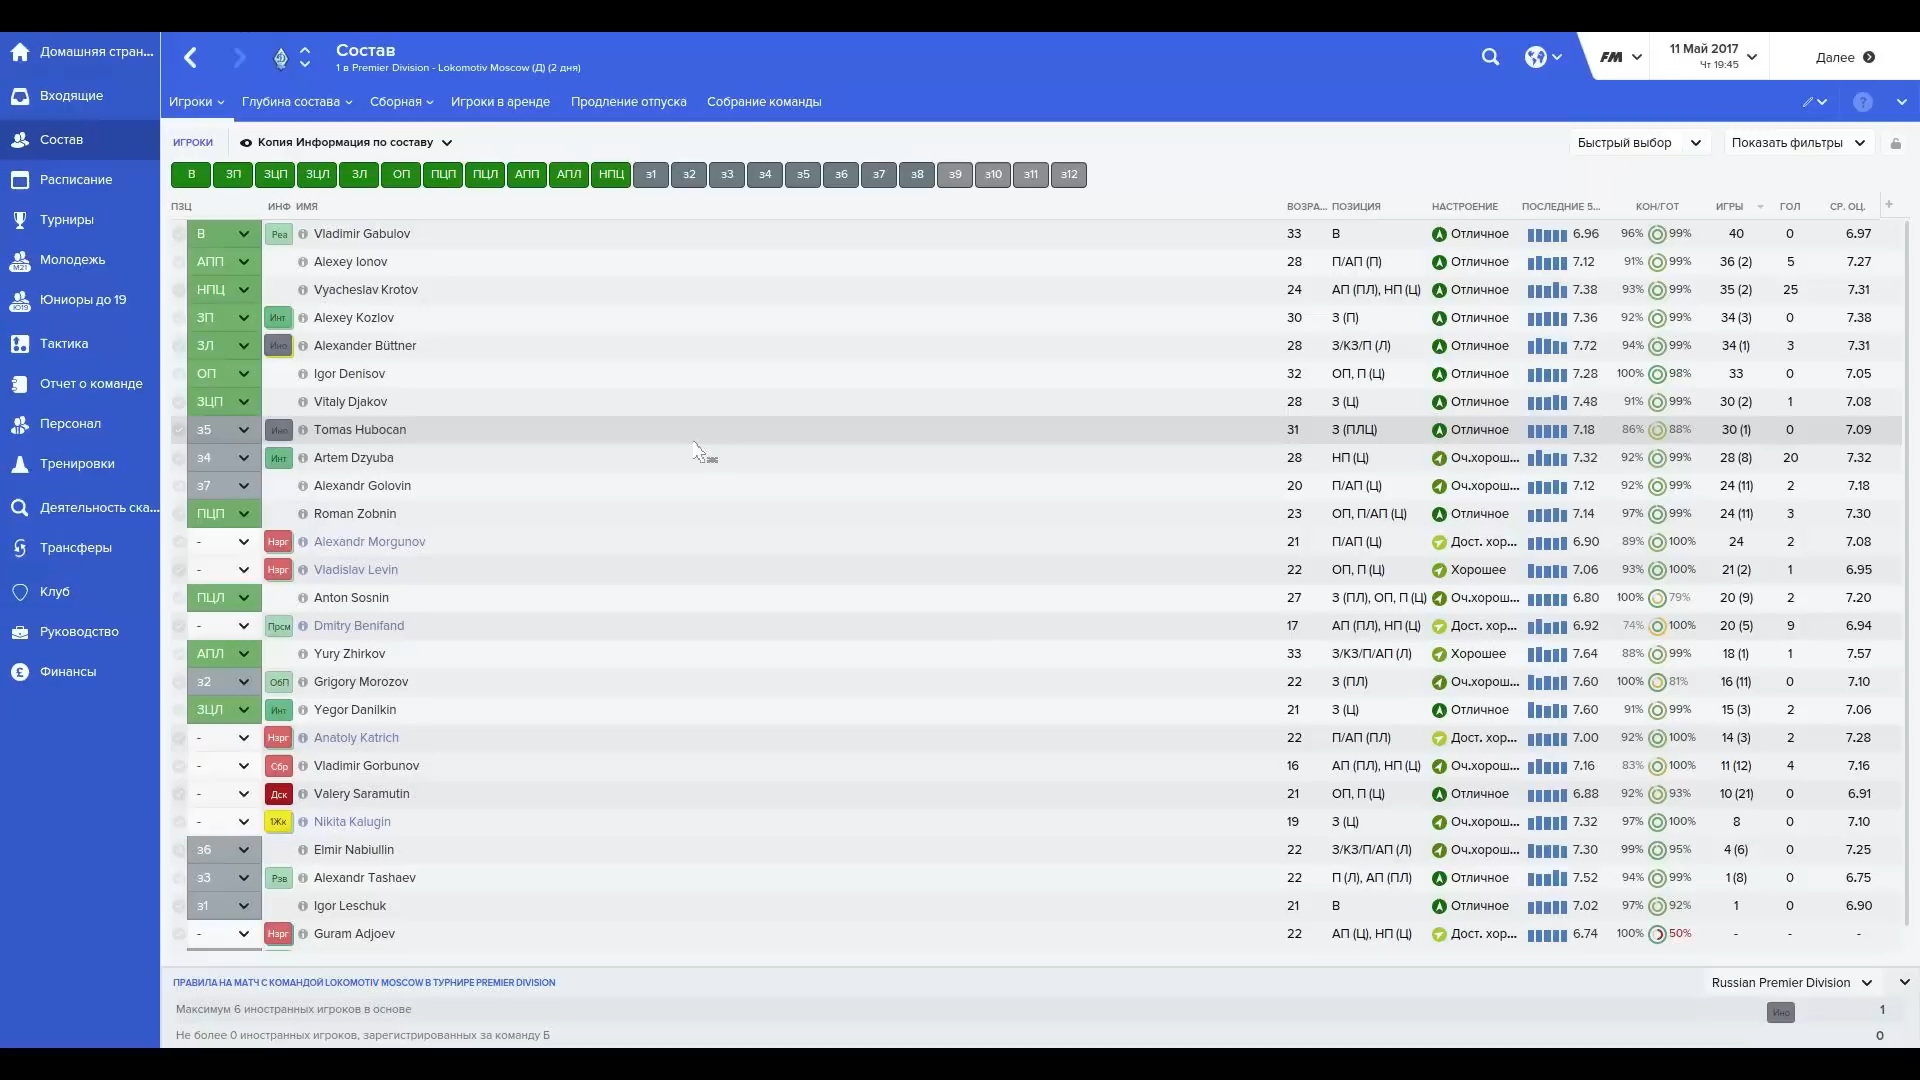 Домашняя стран...
Входящие
Состав
Расписание
Турниры
Молодежь
Юниоры до 19
Тактика
Отчет о команде
Персонал
Тренировки
Деятельность ска...
Трансферы
Клуб
Руководство
Финансы
Состав
1 в Premier Division - Lokomotiv Moscow (Д) (2 дня)
FM
11 Май 2017
Чт 19:45
Далее
Игроки Глубина состава Сборная Игроки в аренде Продление отпуска Собрание команды
ИГРОКИ Копия Информация по составу Быстрый выбор Показать фильтры
В ЗП ЗЦП ЗЦЛ ЗЛ ОП ПЦП ПЦЛ АПП АПЛ НПЦ з1 з2 з3 з4 з5 з6 з7 з8 з9 з10 з11 з12
ПЗЦ ИНФ ИМЯ ВОЗРА... ПОЗИЦИЯ НАСТРОЕНИЕ ПОСЛЕДНИЕ 5... КОН/ГОТ ИГРЫ ГОЛ СР. ОЦ.
В Реа Vladimir Gabulov 33 В Отличное 6.96 96% 99% 40 0 6.97
АПП Alexey Ionov 28 П/АП (П) Отличное 7.12 91% 99% 36 (2) 5 7.27
НПЦ Vyacheslav Krotov 24 АП (ПЛ), НП (Ц) Отличное 7.38 93% 99% 35 (2) 25 7.31
ЗП Инт Alexey Kozlov 30 З (П) Отличное 7.36 92% 99% 34 (3) 0 7.38
ЗЛ Ино Alexander Büttner 28 З/КЗ/П (Л) Отличное 7.72 94% 99% 34 (1) 3 7.31
ОП Igor Denisov 32 ОП, П (Ц) Отличное 7.28 100% 98% 33 0 7.05
ЗЦП Vitaly Djakov 28 З (Ц) Отличное 7.48 91% 99% 30 (2) 1 7.08
з5 Ино Tomas Hubocan 31 З (ПЛЦ) Отличное 7.18 86% 88% 30 (1) 0 7.09
з4 Инт Artem Dzyuba 28 НП (Ц) Оч.хорош... 7.32 92% 99% 28 (8) 20 7.32
з7 Alexandr Golovin 20 П/АП (Ц) Оч.хорош... 7.12 92% 99% 24 (11) 2 7.18
ПЦП Roman Zobnin 23 ОП, П/АП (Ц) Отличное 7.14 97% 99% 24 (11) 3 7.30
- Нзрг Alexandr Morgunov 21 П/АП (Ц) Дост. хор... 6.90 89% 100% 24 2 7.08
- Нзрг Vladislav Levin 22 ОП, П (Ц) Хорошее 7.06 93% 100% 21 (2) 1 6.95
ПЦЛ Anton Sosnin 27 З (ПЛ), ОП, П (Ц) Оч.хорош... 6.80 100% 79% 20 (9) 2 7.20
- Прсм Dmitry Benifand 17 АП (ПЛ), НП (Ц) Дост. хор... 6.92 74% 100% 20 (5) 9 6.94
АПЛ Yury Zhirkov 33 З/КЗ/П/АП (Л) Хорошее 7.64 88% 99% 18 (1) 1 7.57
з2 ОбП Grigory Morozov 22 З (ПЛ) Оч.хорош... 7.60 100% 81% 16 (11) 0 7.10
ЗЦЛ Инт Yegor Danilkin 21 З (Ц) Отличное 7.60 91% 99% 15 (3) 2 7.06
- Нзрг Anatoly Katrich 22 П/АП (ПЛ) Дост. хор... 7.00 92% 100% 14 (3) 2 7.28
- Сбр Vladimir Gorbunov 16 АП (ПЛ), НП (Ц) Оч.хорош... 7.16 83% 100% 11 (12) 4 7.16
- Дск Valery Saramutin 21 ОП, П (Ц) Отличное 6.88 92% 93% 10 (21) 0 6.91
- 1Жк Nikita Kalugin 19 З (Ц) Оч.хорош... 7.32 97% 100% 8 0 7.10
з6 Elmir Nabiullin 22 З/КЗ/П/АП (Л) Оч.хорош... 7.30 99% 95% 4 (6) 0 7.25
з3 Рзв Alexandr Tashaev 22 П (Л), АП (ПЛ) Отличное 7.52 94% 99% 1 (8) 0 6.75
з1 Igor Leschuk 21 В Отличное 7.02 97% 92% 1 0 6.90
- Нзрг Guram Adjoev 22 АП (Ц), НП (Ц) Дост. хор... 6.74 100% 50% - - -
ПРАВИЛА НА МАТЧ С КОМАНДОЙ LOKOMOTIV MOSCOW В ТУРНИРЕ PREMIER DIVISION Russian Premier Division
Максимум 6 иностранных игроков в основе Ино 1
Не более 0 иностранных игроков, зарегистрированных за команду Б 0